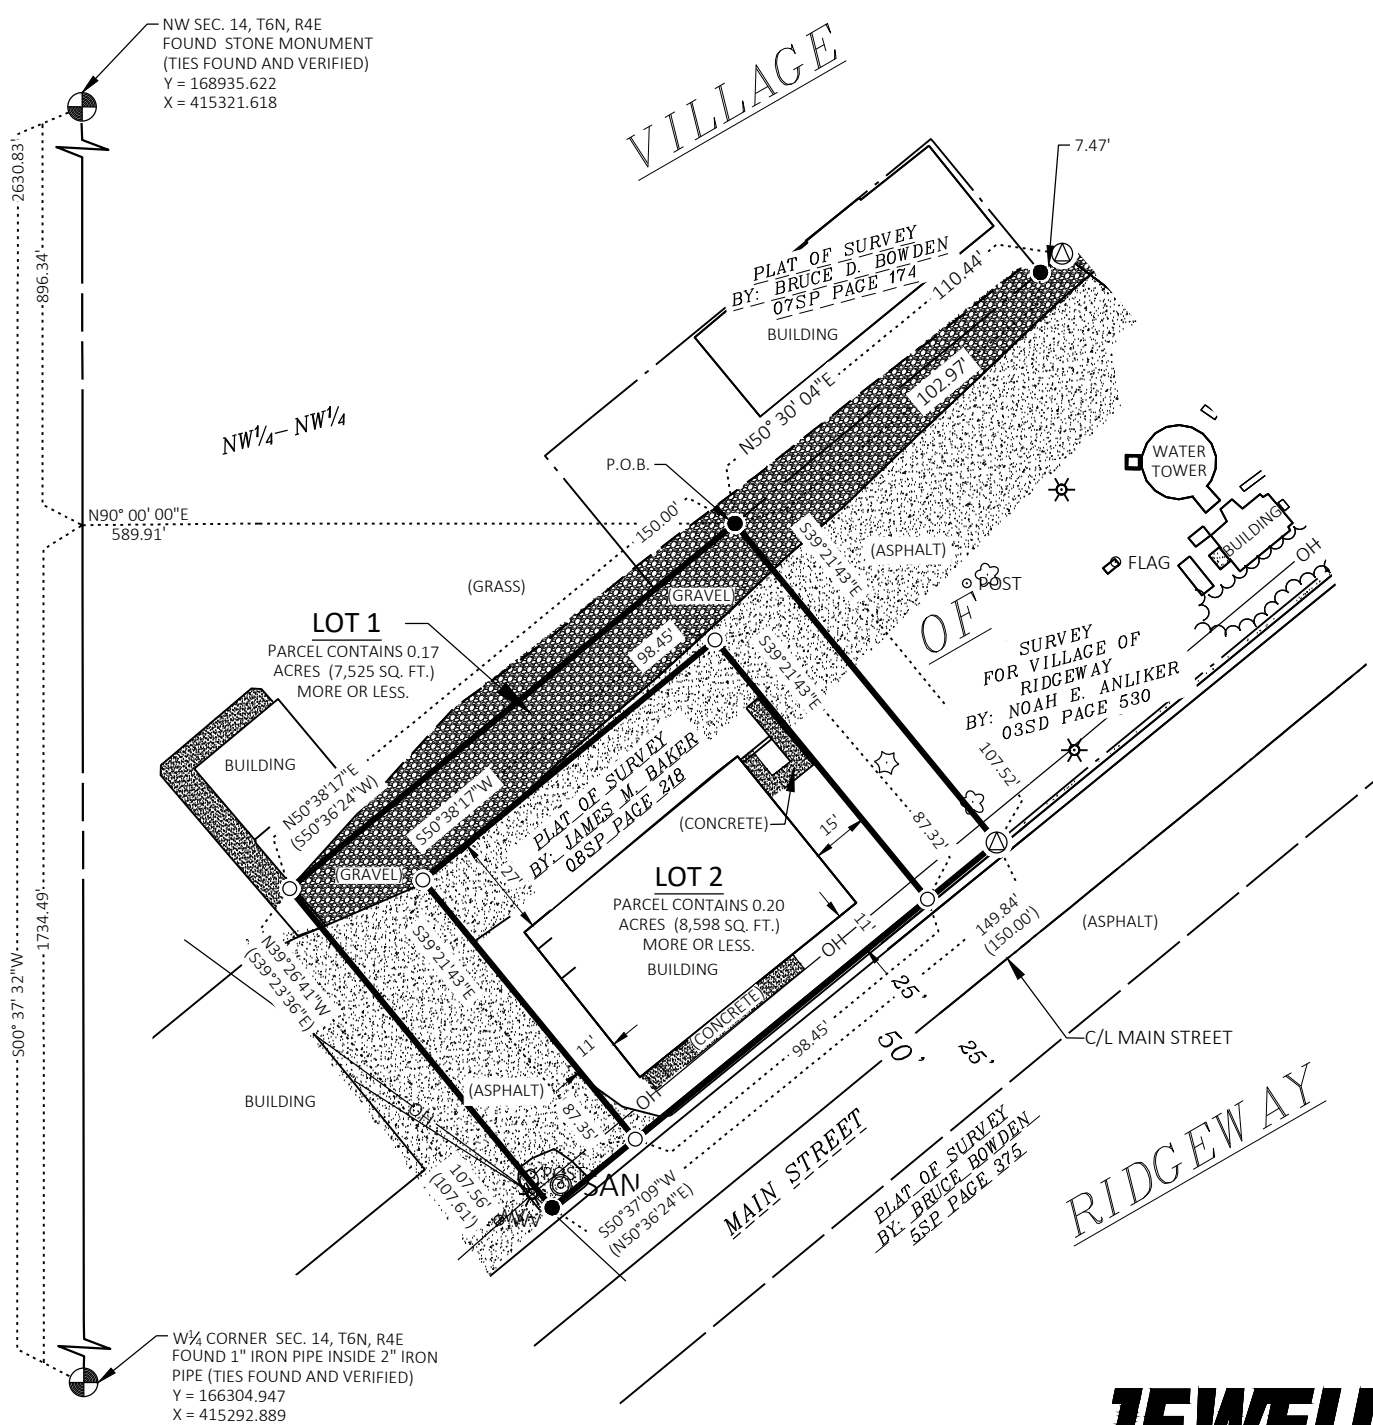 NW SEC. 14, T6N, R4E
FOUND STONE MONUMENT
(TIES FOUND AND VERIFIED)
Y = 168935.622
X = 415321.618
VILLAGE
7.47'
2630.83'
896.34'
PLAT OF SURVEY
BY: BRUCE D. BOWDEN
07SP PAGE 174
BUILDING
110.44'
102.97'
N50° 30' 04"E
NW¼– NW¼
P.O.B.
WATER
TOWER
BUILDING
OH
N90° 00' 00"E
589.91'
150.00'
S39°21'43"E
(ASPHALT)
FLAG
POST
(GRASS)
(GRAVEL)
OF
LOT 1
PARCEL CONTAINS 0.17
ACRES (7,525 SQ. FT.)
MORE OR LESS.
98.45'
S39°21'43"E
SURVEY
FOR VILLAGE OF
RIDGEWAY
BY: NOAH E. ANLIKER
03SD PAGE 530
BUILDING
N50°38'17"E
(S50°36'24"W)
S50°38'17"W
PLAT OF SURVEY
BY: JAMES M. BAKER
08SP PAGE 218
(CONCRETE)
15'
107.52'
87.32'
(GRAVEL)
27'
LOT 2
PARCEL CONTAINS 0.20
ACRES (8,598 SQ. FT.)
MORE OR LESS.
BUILDING
OH
11'
149.84'
(150.00')
(ASPHALT)
N39°26'41"W
(S39°23'36"E)
S39°21'43"E
S00° 37' 32"W
1734.49'
(CONCRETE)
25'
50'
25'
98.45'
C/L MAIN STREET
11'
(ASPHALT)
BUILDING
OH
OH
87.35'
107.56'
(107.61')
POST
SAN
S50°37'09"W
(N50°36'24"E)
MAIN STREET
PLAT OF SURVEY
BY: BRUCE BOWDEN
5SP PAGE 375
RIDGEWAY
W¼ CORNER SEC. 14, T6N, R4E
FOUND 1" IRON PIPE INSIDE 2" IRON
PIPE (TIES FOUND AND VERIFIED)
Y = 166304.947
X = 415292.889